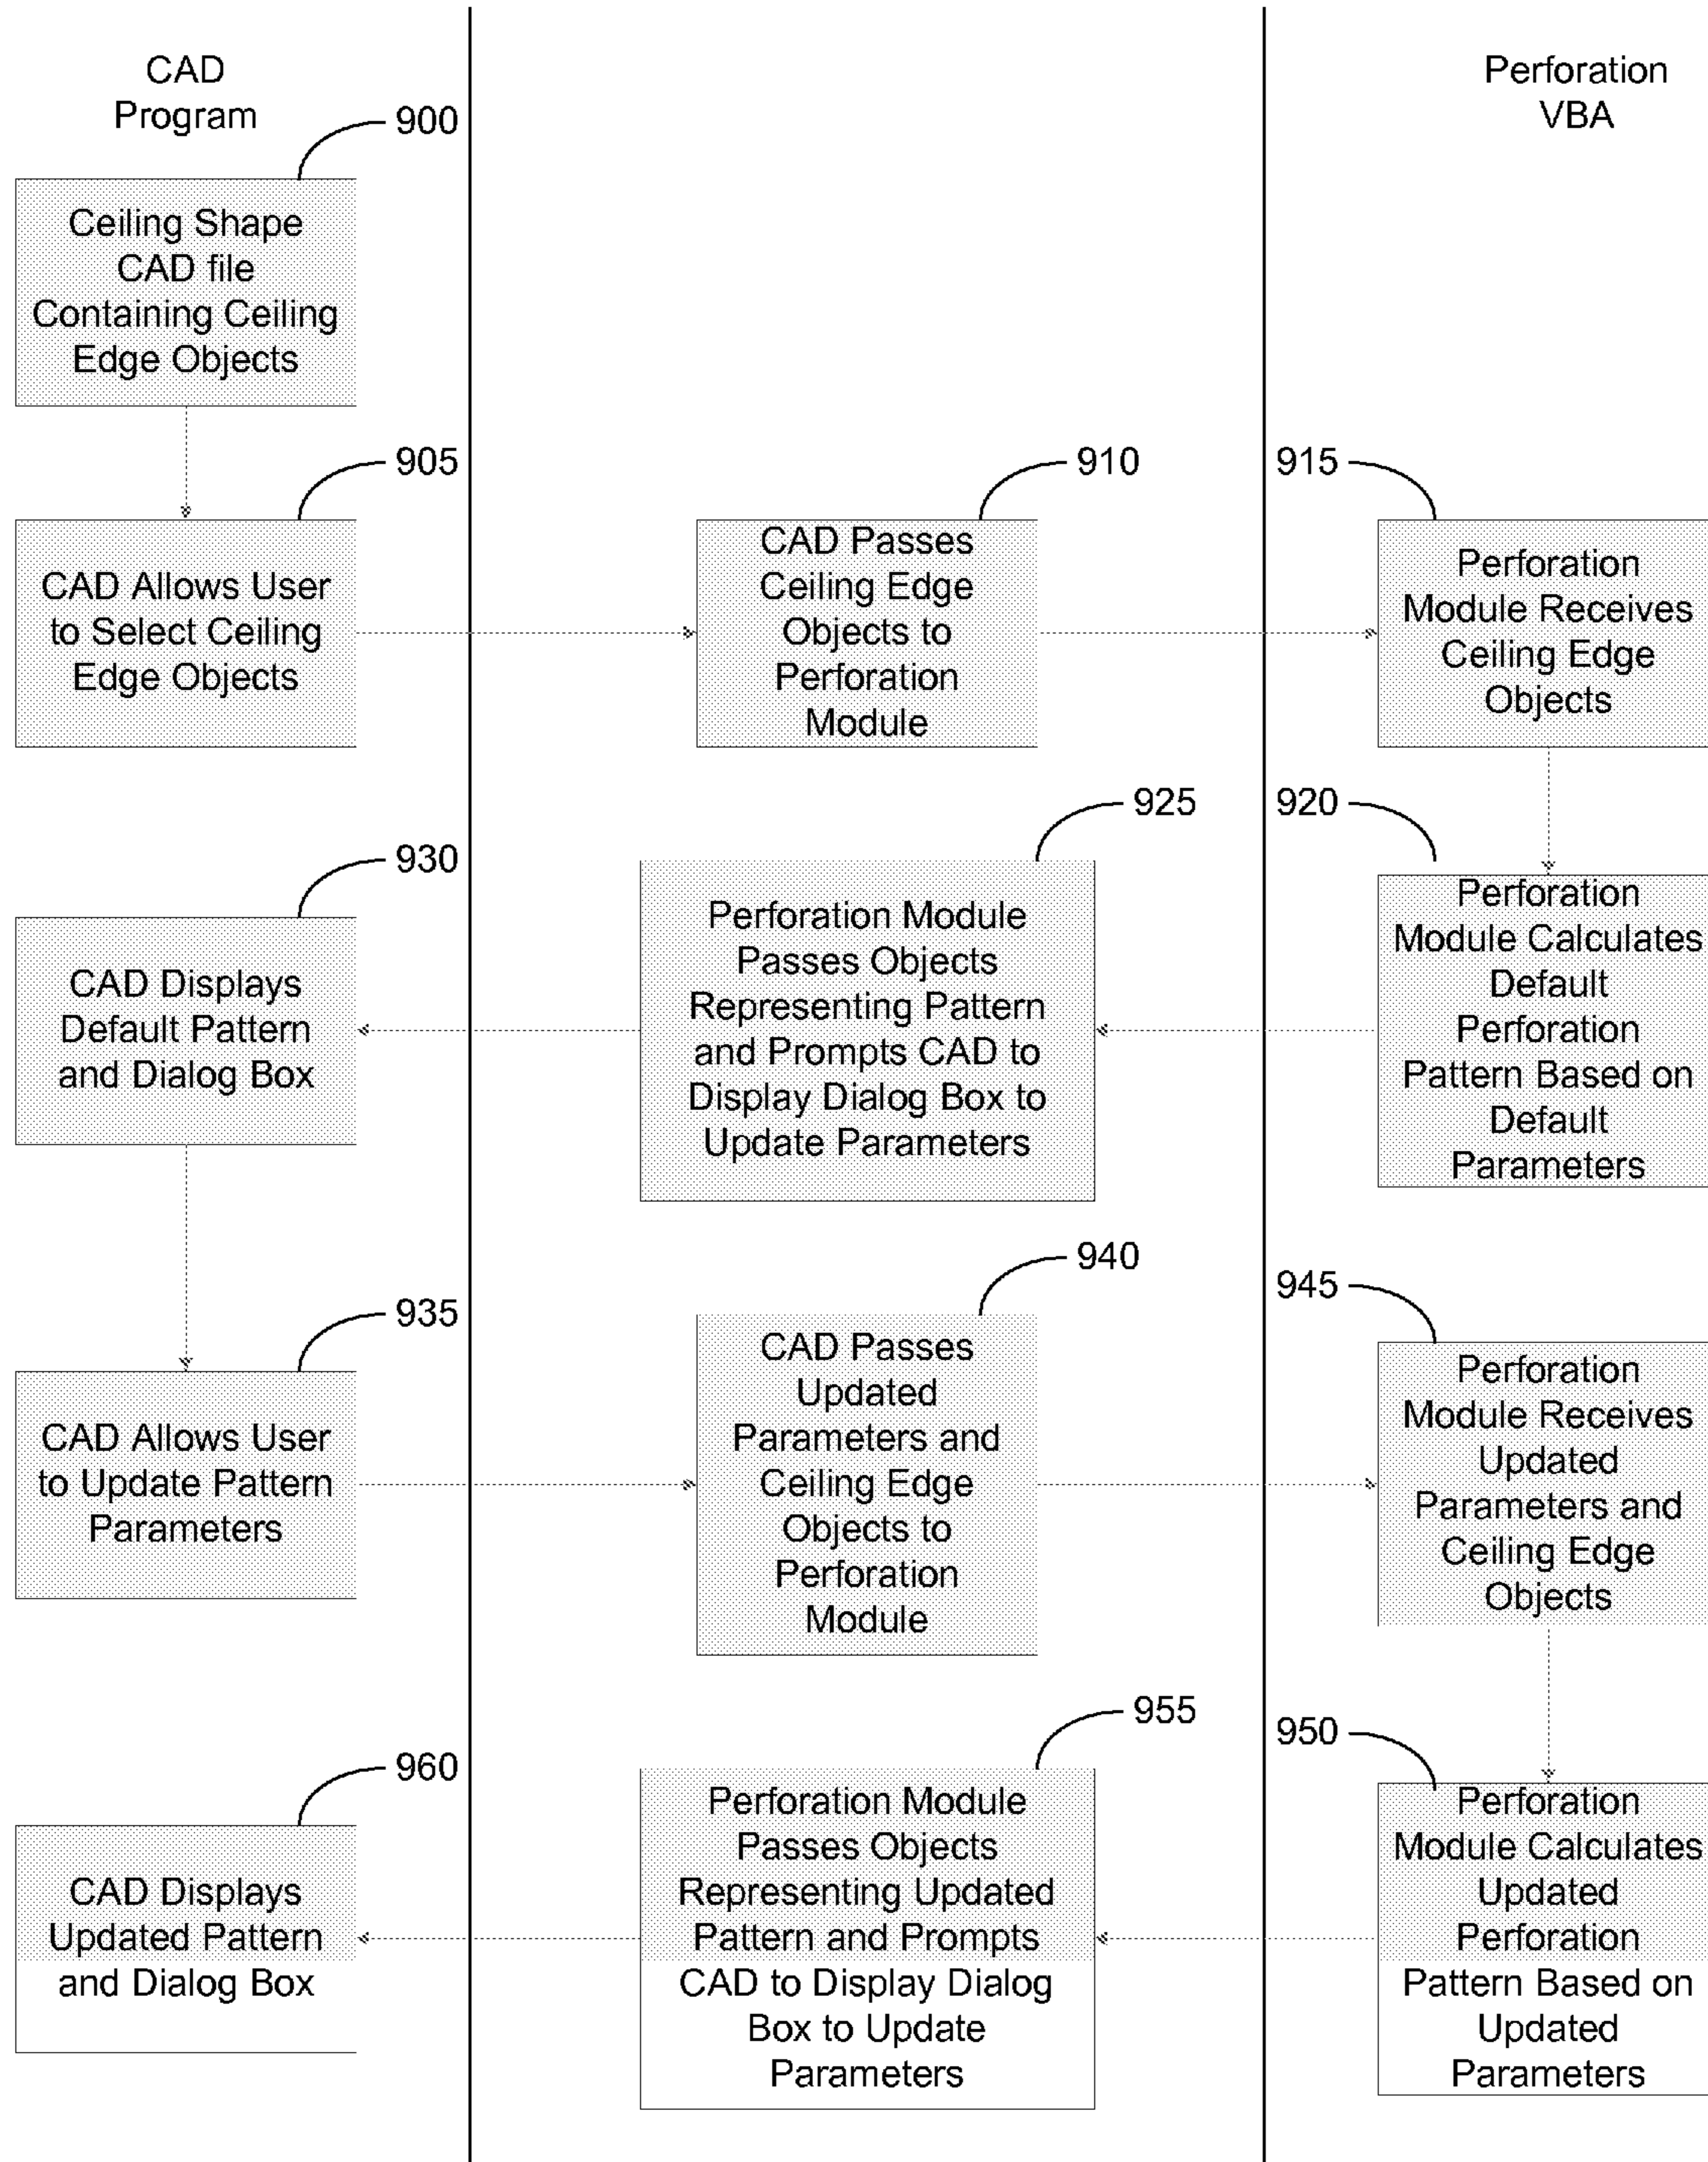 CAD
Program
Perforation
VBA
900
Ceiling Shape
CAD file
Containing Ceiling
Edge Objects
905
CAD Allows User
to Select Ceiling
Edge Objects
910
CAD Passes
Ceiling Edge
Objects to
Perforation
Module
915
Perforation
Module Receives
Ceiling Edge
Objects
920
Perforation
Module Calculates
Default
Perforation
Pattern Based on
Default
Parameters
925
Perforation Module
Passes Objects
Representing Pattern
and Prompts CAD to
Display Dialog Box to
Update Parameters
930
CAD Displays
Default Pattern
and Dialog Box
935
CAD Allows User
to Update Pattern
Parameters
940
CAD Passes
Updated
Parameters and
Ceiling Edge
Objects to
Perforation
Module
945
Perforation
Module Receives
Updated
Parameters and
Ceiling Edge
Objects
950
Perforation
Module Calculates
Updated
Perforation
Pattern Based on
Updated
Parameters
955
Perforation Module
Passes Objects
Representing Updated
Pattern and Prompts
CAD to Display Dialog
Box to Update
Parameters
960
CAD Displays
Updated Pattern
and Dialog Box